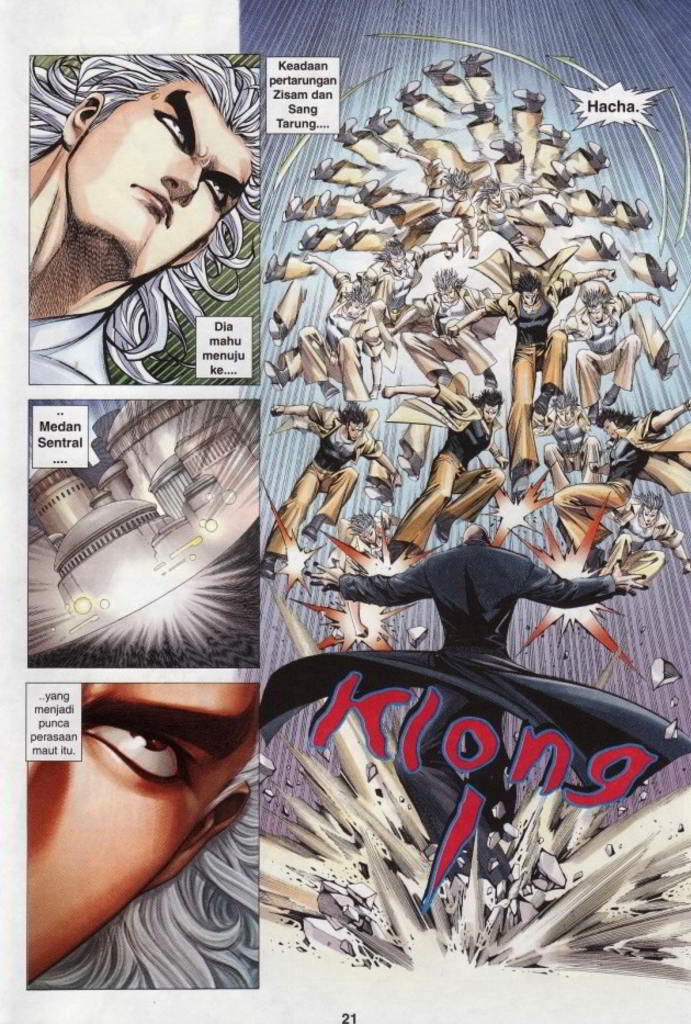 Keadaan
pertarungan
Zisam dan
Sang
Tarung....
Hacha.
Dia
mahu
menuju
ke....
..
Medan
Sentral
....
..yang
menjadi
punca
perasaan
maut itu.
Klong
!
21